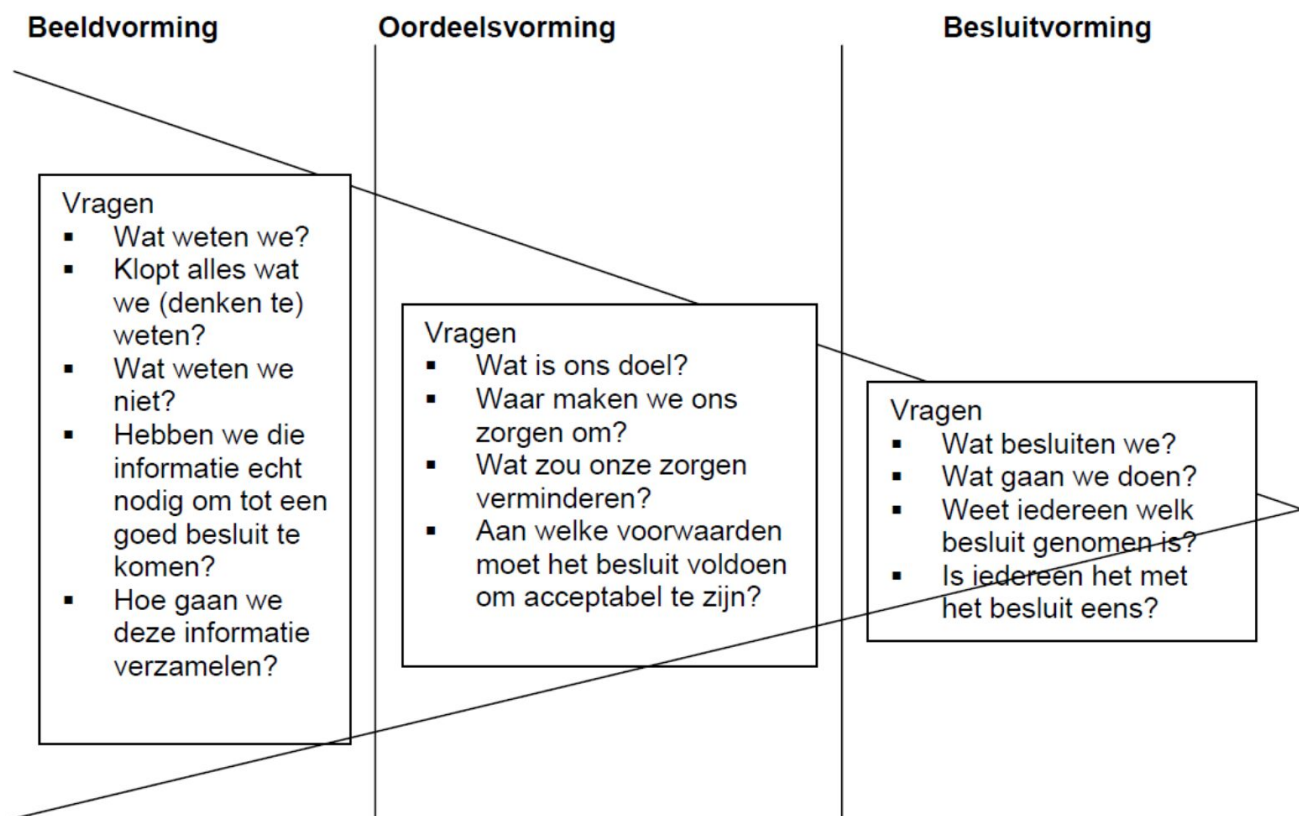 Beeldvorming
Oordeelsvorming
Besluitvorming
Vragen
▪ Wat weten we?
▪ Klopt alles wat
we (denken te)
weten?
▪ Wat weten we
niet?
▪ Hebben we die
informatie echt
nodig om tot een
goed besluit te
komen?
▪ Hoe gaan we
deze informatie
verzamelen?
Vragen
▪ Wat is ons doel?
▪ Waar maken we ons
zorgen om?
▪ Wat zou onze zorgen
verminderen?
▪ Aan welke voorwaarden
moet het besluit voldoen
om acceptabel te zijn?
Vragen
▪ Wat besluiten we?
▪ Wat gaan we doen?
▪ Weet iedereen welk
besluit genomen is?
▪ Is iedereen het met
het besluit eens?